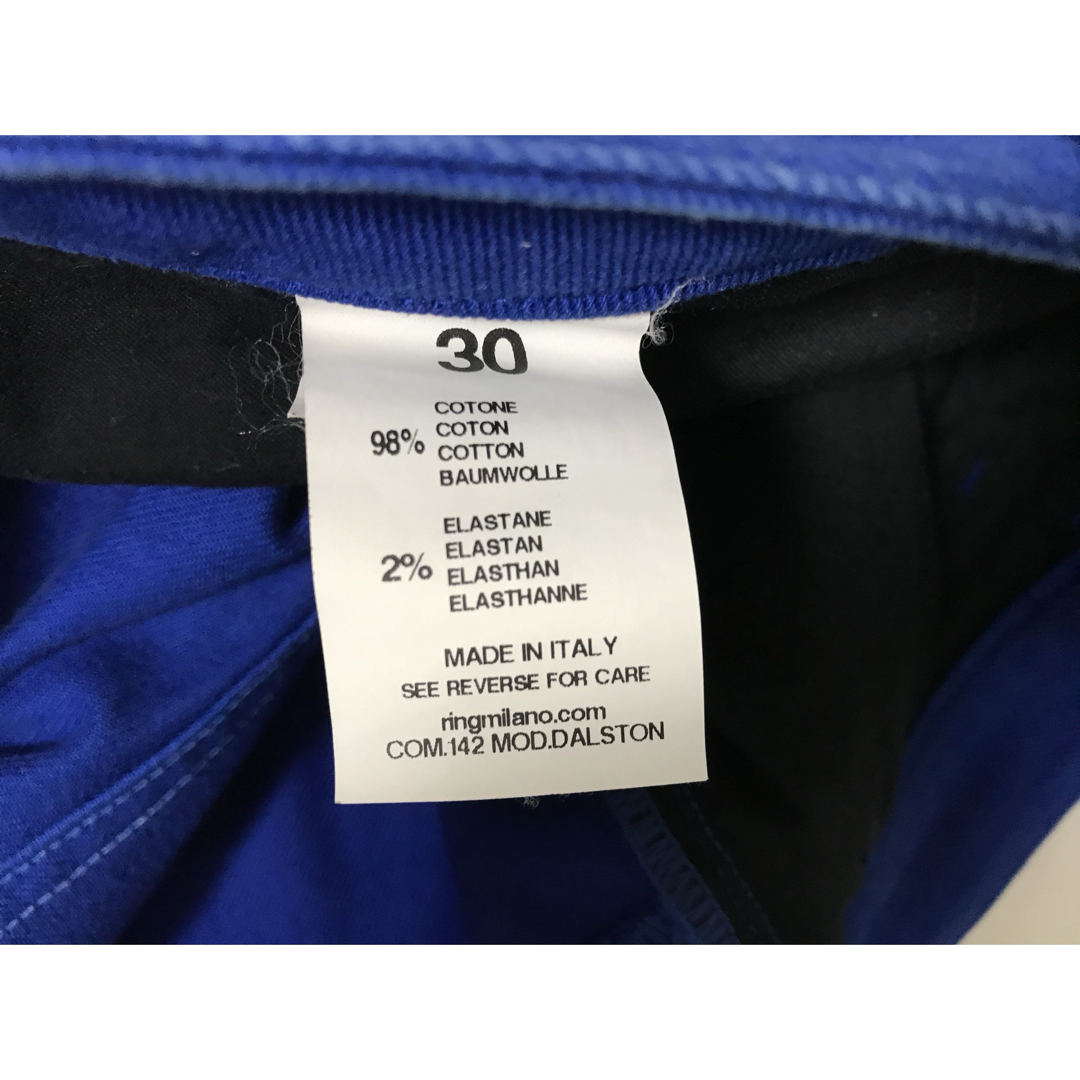 30
COTONE
98% COTON
COTTON
BAUMWOLLE
ELASTANE
2% ELASTAN
ELASTHAN
ELASTHANNE
MADE IN ITALY
SEE REVERSE FOR CARE
ringmilano.com
COM.142 MOD.DALSTON